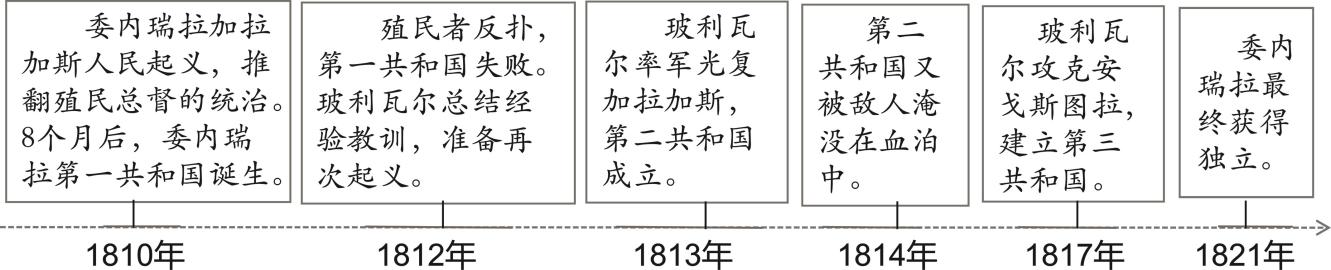 委内瑞拉加拉
加斯人民起义，推
翻殖民总督的统治。
8个月后，委内瑞
拉第一共和国诞生。
殖民者反扑，
第一共和国失败。
玻利瓦尔总结经
验教训，准备再
次起义。
玻利瓦
尔率军光复
加拉加斯，
第二共和国
成立。
第二
共和国又
被敌人淹
没在血泊
中。
玻利瓦
尔攻克安
戈斯图拉，
建立第三
共和国。
委内
瑞拉最
终获得
独立。
1810年
1812年
1813年
1814年
1817年
1821年